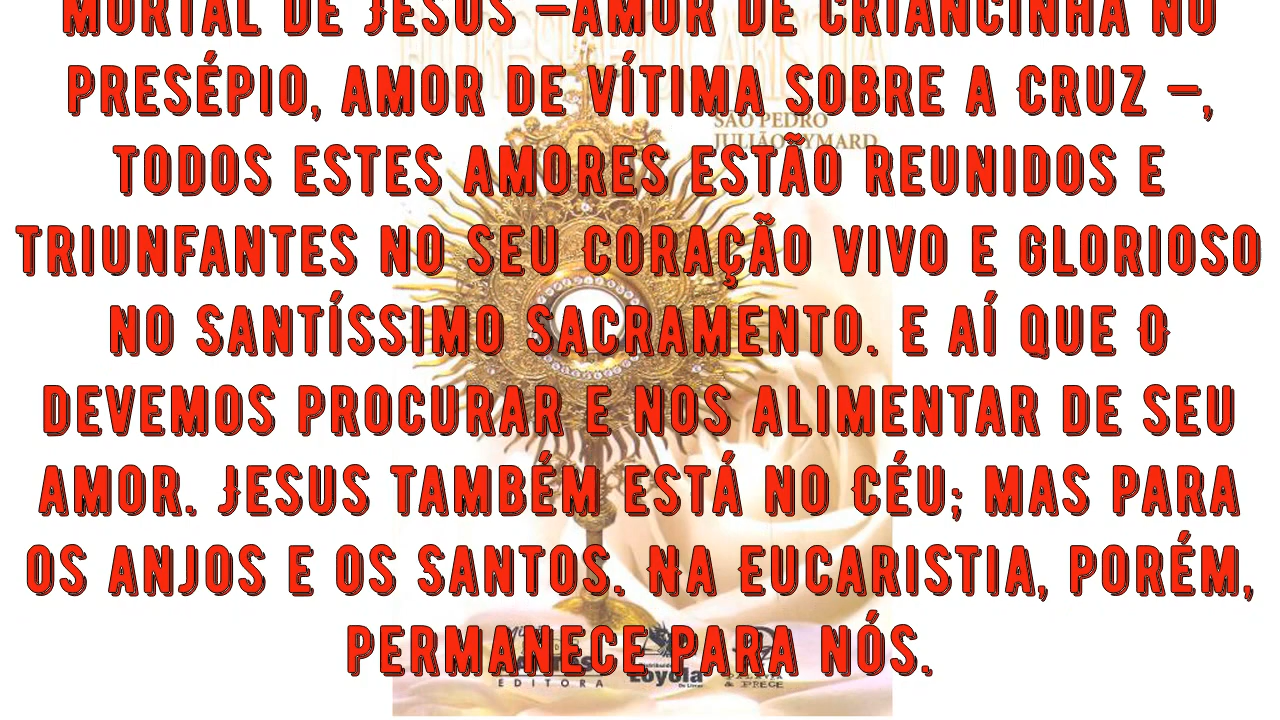 MORTAL DE JESUS –AMOR DE CRIANCINHA NO
PRESÉPIO, AMOR DE VÍTIMA SOBRE A CRUZ –,
TODOS ESTES AMORES ESTÃO REUNIDOS E
TRIUNFANTES NO SEU CORAÇÃO VIVO E GLORIOSO
NO SANTÍSSIMO SACRAMENTO. E AÍ QUE O
DEVEMOS PROCURAR E NOS ALIMENTAR DE SEU
AMOR. JESUS TAMBÉM ESTÁ NO CÉU; MAS PARA
OS ANJOS E OS SANTOS. NA EUCARISTIA, PORÉM,
PERMANECE PARA NÓS.
SÃO PEDRO
JULIÃO EYMARD
EDITORA
Loyola
& PRECE